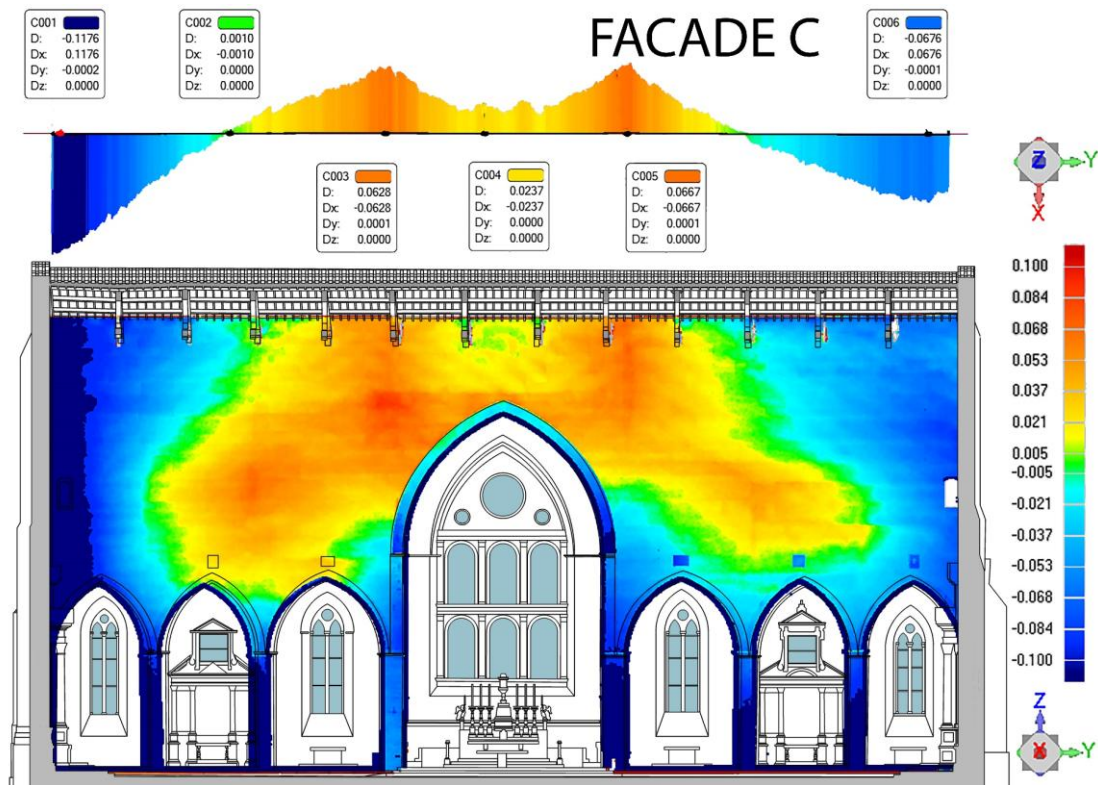 FACADE C
C001
D: -0.1176
Dx: 0.1176
Dy: -0.0002
Dz: 0.0000
C002
D: 0.0010
Dx: -0.0010
Dy: 0.0000
Dz: 0.0000
C006
D: -0.0676
Dx: 0.0676
Dy: -0.0001
Dz: 0.0000
C003
D: 0.0628
Dx: -0.0628
Dy: 0.0001
Dz: 0.0000
C004
D: 0.0237
Dx: -0.0237
Dy: 0.0000
Dz: 0.0000
C005
D: 0.0667
Dx: -0.0667
Dy: 0.0001
Dz: 0.0000
Z
Y
X
0.100
0.084
0.068
0.053
0.037
0.021
0.005
-0.005
-0.021
-0.037
-0.053
-0.068
-0.084
-0.100
Z
X
Y